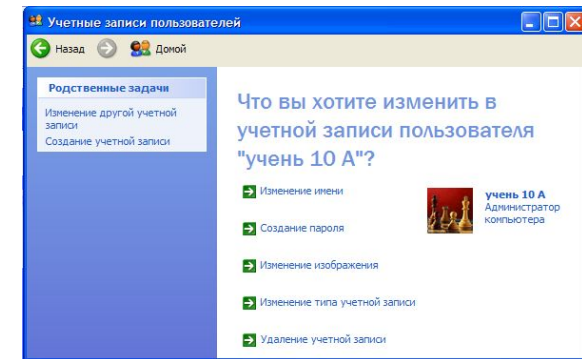 Учетные записи пользователей
Назад Домой
Родственные задачи
Изменение другой учетной
записи
Создание учетной записи
Что вы хотите изменить в
учетной записи пользователя
"учень 10 А"?
Изменение имени
учень 10 А
Администратор
компьютера
Создание пароля
Изменение изображения
Изменение типа учетной записи
Удаление учетной записи